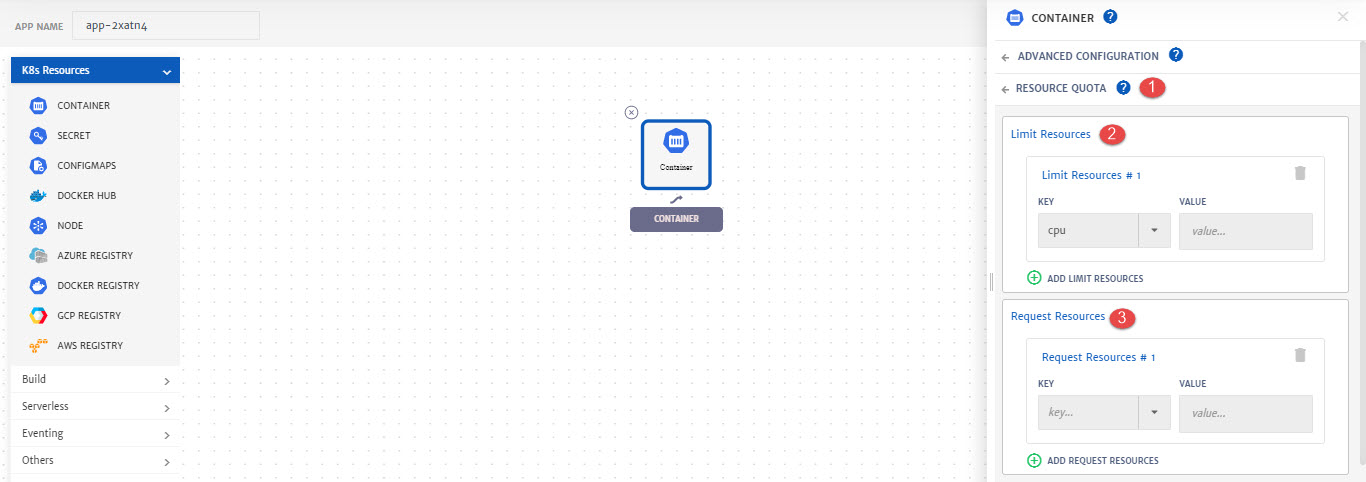 APP NAME
app-2xatn4
K8s Resources
CONTAINER
SECRET
CONFIGMAPS
DOCKER HUB
NODE
AZURE REGISTRY
DOCKER REGISTRY
GCP REGISTRY
AWS REGISTRY
Build
Serverless
Eventing
Others
Container
CONTAINER
CONTAINER ?
ADVANCED CONFIGURATION ?
RESOURCE QUOTA ? 1
Limit Resources 2
Limit Resources # 1
KEY VALUE
cpu value...
ADD LIMIT RESOURCES
Request Resources 3
Request Resources # 1
KEY VALUE
key... value...
ADD REQUEST RESOURCES